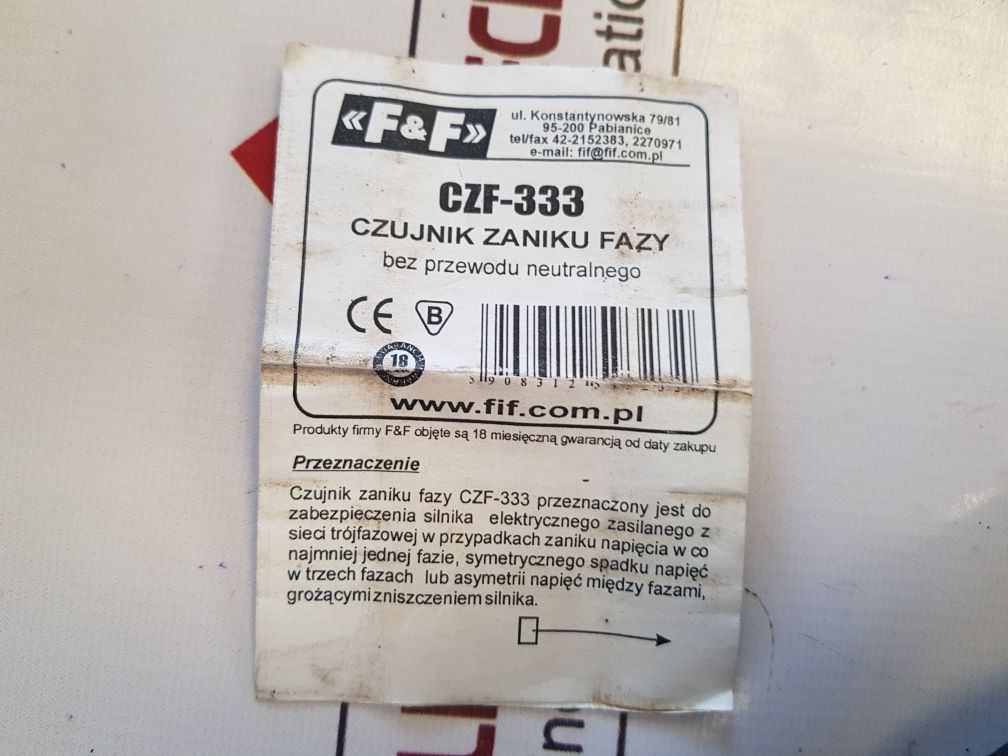 «F&F»
ul. Konstantynowska 79/81
95-200 Pabianice
tel/fax 42-2152383, 2270971
e-mail: fif@fif.com.pl
CZF-333
CZUJNIK ZANIKU FAZY
bez przewodu neutralnego
CE B
GWARANCJA
18
5 908312
www.fif.com.pl
Produkty firmy F&F objęte są 18 miesięczną gwarancją od daty zakupu
Przeznaczenie
Czujnik zaniku fazy CZF-333 przeznaczony jest do
zabezpieczenia silnika elektrycznego zasilanego z
sieci trójfazowej w przypadkach zaniku napięcia w co
najmniej jednej fazie, symetrycznego spadku napięć
w trzech fazach lub asymetrii napięć między fazami,
grożącymi zniszczeniem silnika.